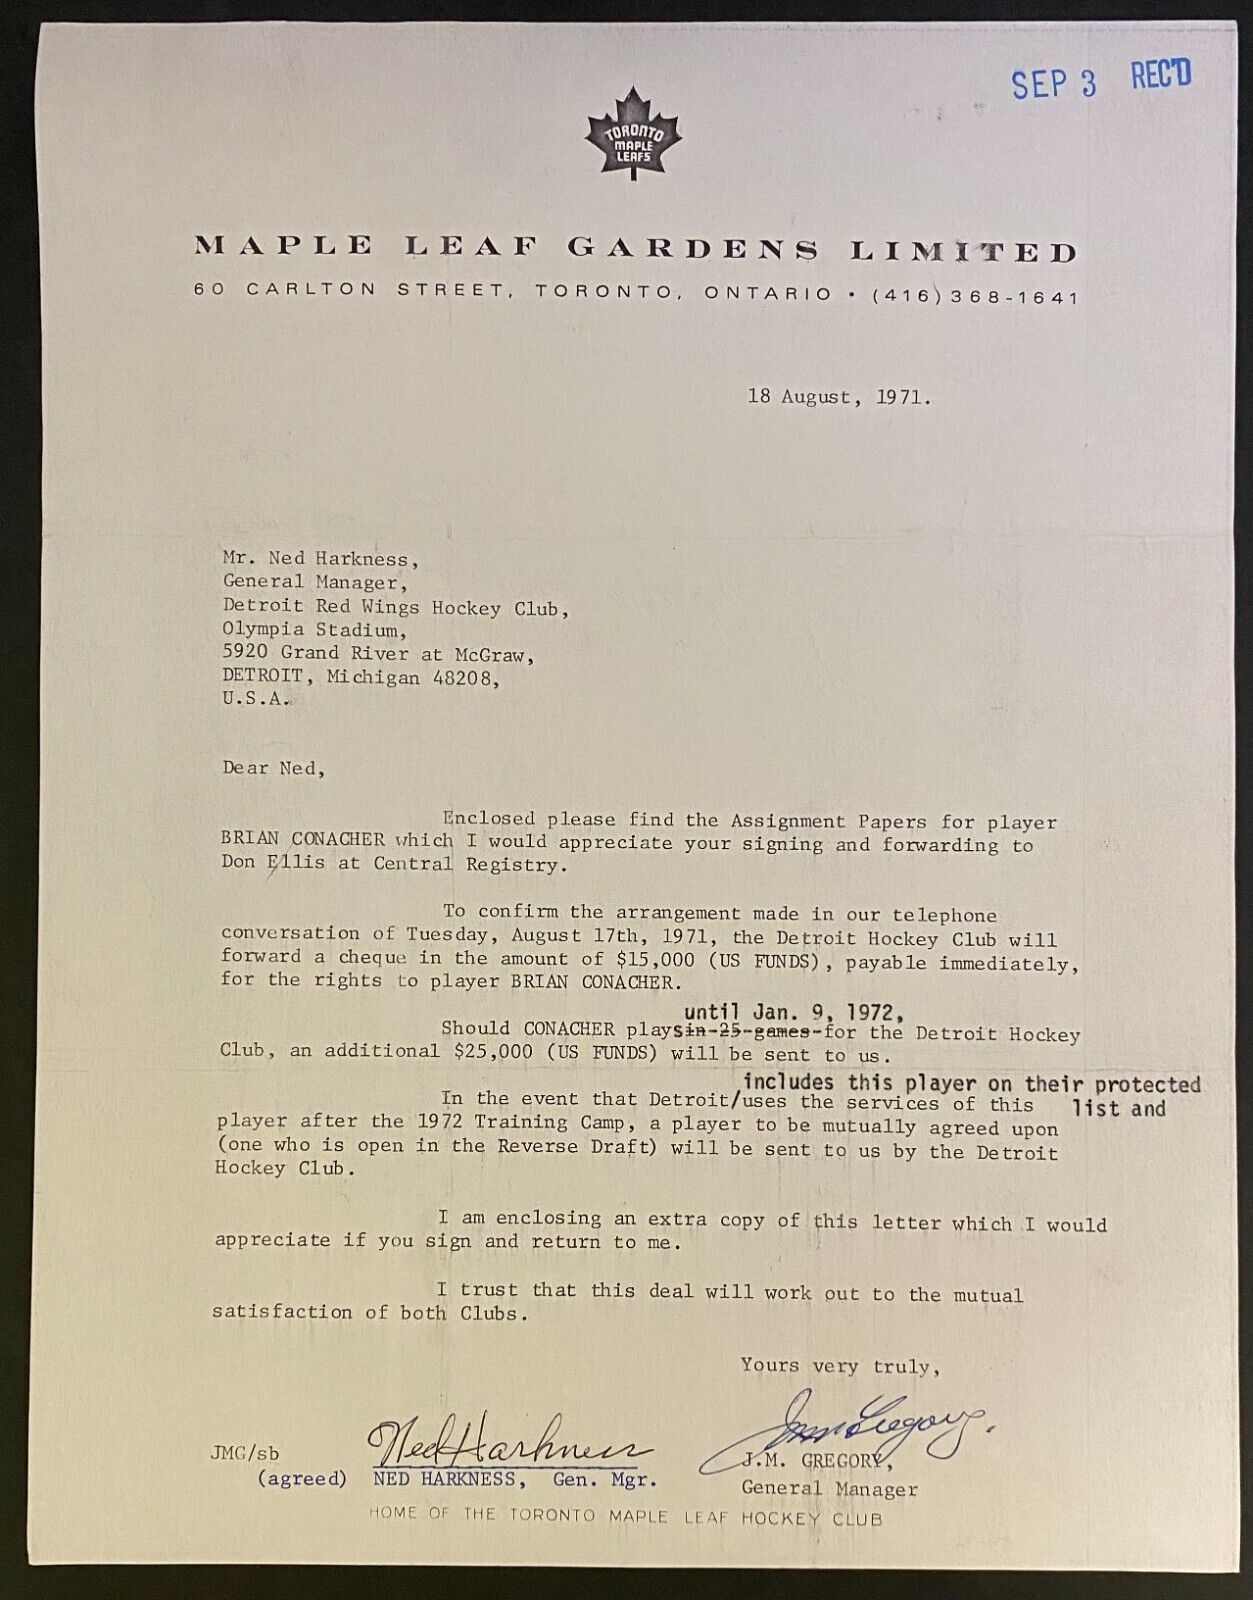 SEP 3 REC'D
TORONTO
MAPLE
LEAFS
MAPLE LEAF GARDENS LIMITED
60 CARLTON STREET, TORONTO, ONTARIO • (416)368-1641
18 August, 1971.
Mr. Ned Harkness,
General Manager,
Detroit Red Wings Hockey Club,
Olympia Stadium,
5920 Grand River at McGraw,
DETROIT, Michigan 48208,
U.S.A.
Dear Ned,
Enclosed please find the Assignment Papers for player
BRIAN CONACHER which I would appreciate your signing and forwarding to
Don Ellis at Central Registry.
To confirm the arrangement made in our telephone
conversation of Tuesday, August 17th, 1971, the Detroit Hockey Club will
forward a cheque in the amount of $15,000 (US FUNDS), payable immediately,
for the rights to player BRIAN CONACHER.
until Jan. 9, 1972,
Should CONACHER plays in 25 games for the Detroit Hockey
Club, an additional $25,000 (US FUNDS) will be sent to us.
includes this player on their protected
In the event that Detroit/uses the services of this list and
player after the 1972 Training Camp, a player to be mutually agreed upon
(one who is open in the Reverse Draft) will be sent to us by the Detroit
Hockey Club.
I am enclosing an extra copy of this letter which I would
appreciate if you sign and return to me.
I trust that this deal will work out to the mutual
satisfaction of both Clubs.
Yours very truly,
Ned Harkness
Jim Gregory.
JMG/sb
J.M. GREGORY,
(agreed) NED HARKNESS, Gen. Mgr.
General Manager
HOME OF THE TORONTO MAPLE LEAF HOCKEY CLUB